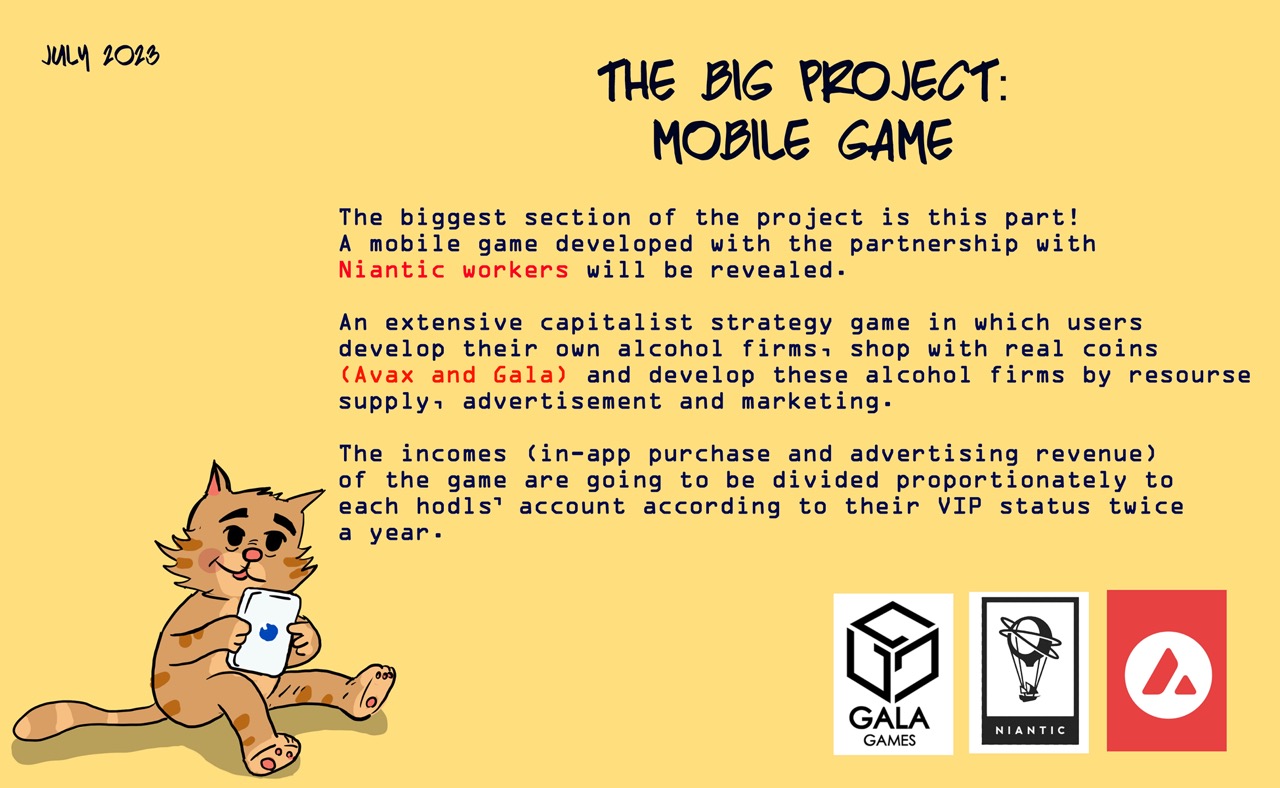 JULY 2023
THE BIG PROJECT:
MOBILE GAME
The biggest section of the project is this part!
A mobile game developed with the partnership with
Niantic workers will be revealed.
An extensive capitalist strategy game in which users
develop their own alcohol firms, shop with real coins
(Avax and Gala) and develop these alcohol firms by resourse
supply, advertisement and marketing.
The incomes (in-app purchase and advertising revenue)
of the game are going to be divided proportionately to
each hodls' account according to their VIP status twice
a year.
GALA
GAMES
NIANTIC